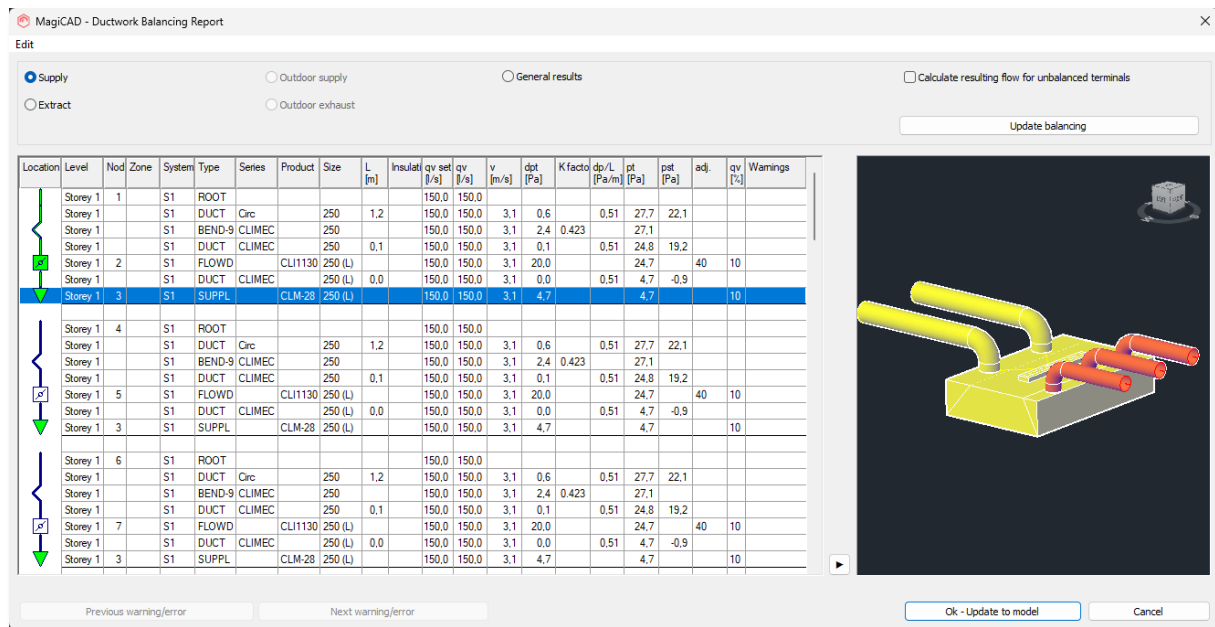 MagiCAD - Ductwork Balancing Report
Edit
Supply Outdoor supply General results Calculate resulting flow for unbalanced terminals
Extract Outdoor exhaust
Update balancing
Location Level Nod Zone System Type Series Product Size L [m] Insulati qv set [l/s] qv [l/s] v [m/s] dpt [Pa] K facto dp/L [Pa/m] pt [Pa] pst [Pa] adj. qv [%] Warnings
Storey 1 1 S1 ROOT 150,0 150,0
Storey 1 S1 DUCT Circ 250 1,2 150,0 150,0 3,1 0,6 0,51 27,7 22,1
Storey 1 S1 BEND-9 CLIMEC 250 150,0 150,0 3,1 2,4 0.423 27,1
Storey 1 S1 DUCT CLIMEC 250 0,1 150,0 150,0 3,1 0,1 0,51 24,8 19,2
Storey 1 2 S1 FLOWD CLI1130 250 (L) 150,0 150,0 3,1 20,0 24,7 40 10
Storey 1 S1 DUCT CLIMEC 250 (L) 0,0 150,0 150,0 3,1 0,0 0,51 4,7 -0,9
Storey 1 3 S1 SUPPL CLM-28 250 (L) 150,0 150,0 3,1 4,7 4,7 10
Storey 1 4 S1 ROOT 150,0 150,0
Storey 1 S1 DUCT Circ 250 1,2 150,0 150,0 3,1 0,6 0,51 27,7 22,1
Storey 1 S1 BEND-9 CLIMEC 250 150,0 150,0 3,1 2,4 0.423 27,1
Storey 1 S1 DUCT CLIMEC 250 0,1 150,0 150,0 3,1 0,1 0,51 24,8 19,2
Storey 1 5 S1 FLOWD CLI1130 250 (L) 150,0 150,0 3,1 20,0 24,7 40 10
Storey 1 S1 DUCT CLIMEC 250 (L) 0,0 150,0 150,0 3,1 0,0 0,51 4,7 -0,9
Storey 1 3 S1 SUPPL CLM-28 250 (L) 150,0 150,0 3,1 4,7 4,7 10
Storey 1 6 S1 ROOT 150,0 150,0
Storey 1 S1 DUCT Circ 250 1,2 150,0 150,0 3,1 0,6 0,51 27,7 22,1
Storey 1 S1 BEND-9 CLIMEC 250 150,0 150,0 3,1 2,4 0.423 27,1
Storey 1 S1 DUCT CLIMEC 250 0,1 150,0 150,0 3,1 0,1 0,51 24,8 19,2
Storey 1 7 S1 FLOWD CLI1130 250 (L) 150,0 150,0 3,1 20,0 24,7 40 10
Storey 1 S1 DUCT CLIMEC 250 (L) 0,0 150,0 150,0 3,1 0,0 0,51 4,7 -0,9
Storey 1 3 S1 SUPPL CLM-28 250 (L) 150,0 150,0 3,1 4,7 4,7 10
Previous warning/error Next warning/error Ok - Update to model Cancel